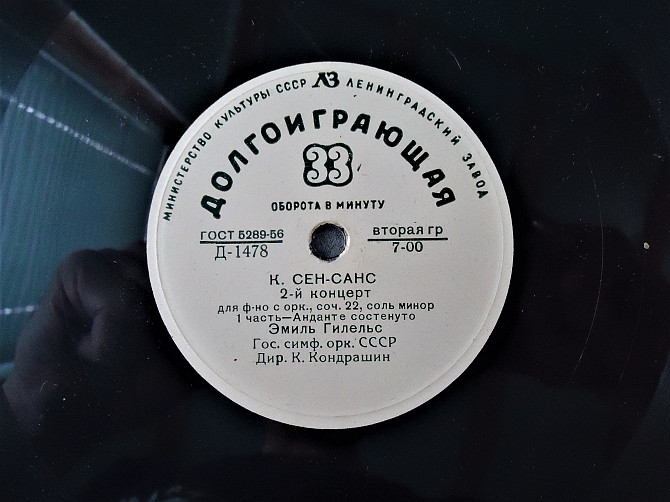 МИНИСТЕРСТВО КУЛЬТУРЫ СССР ЛЗ ЛЕНИНГРАДСКИЙ ЗАВОД
ДОЛГОИГРАЮЩАЯ
33
ОБОРОТА В МИНУТУ
ГОСТ 5289-56
Д-1478
ВТОРАЯ ГР
7-00
К. СЕН-САНС
2-й концерт
для ф-но с орк., соч. 22, соль минор
1 часть—Анданте состенуто
Эмиль Гилельс
Гос. симф. орк. СССР
Дир. К. Кондрашин